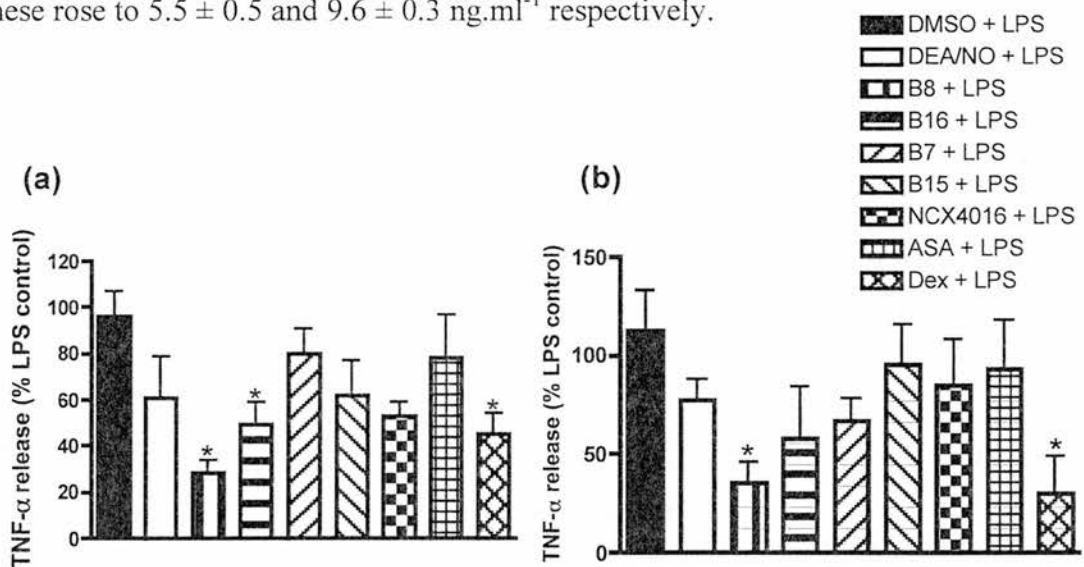 these rose to 5.5 ± 0.5 and 9.6 ± 0.3 ng.ml⁻¹ respectively.
DMSO + LPS
DEA/NO + LPS
B8 + LPS
B16 + LPS
B7 + LPS
B15 + LPS
NCX4016 + LPS
ASA + LPS
Dex + LPS
(a)
TNF-α release (% LPS control)
120
100
80
60
40
20
0
*
*
*
(b)
TNF-α release (% LPS control)
150
100
50
0
*
*